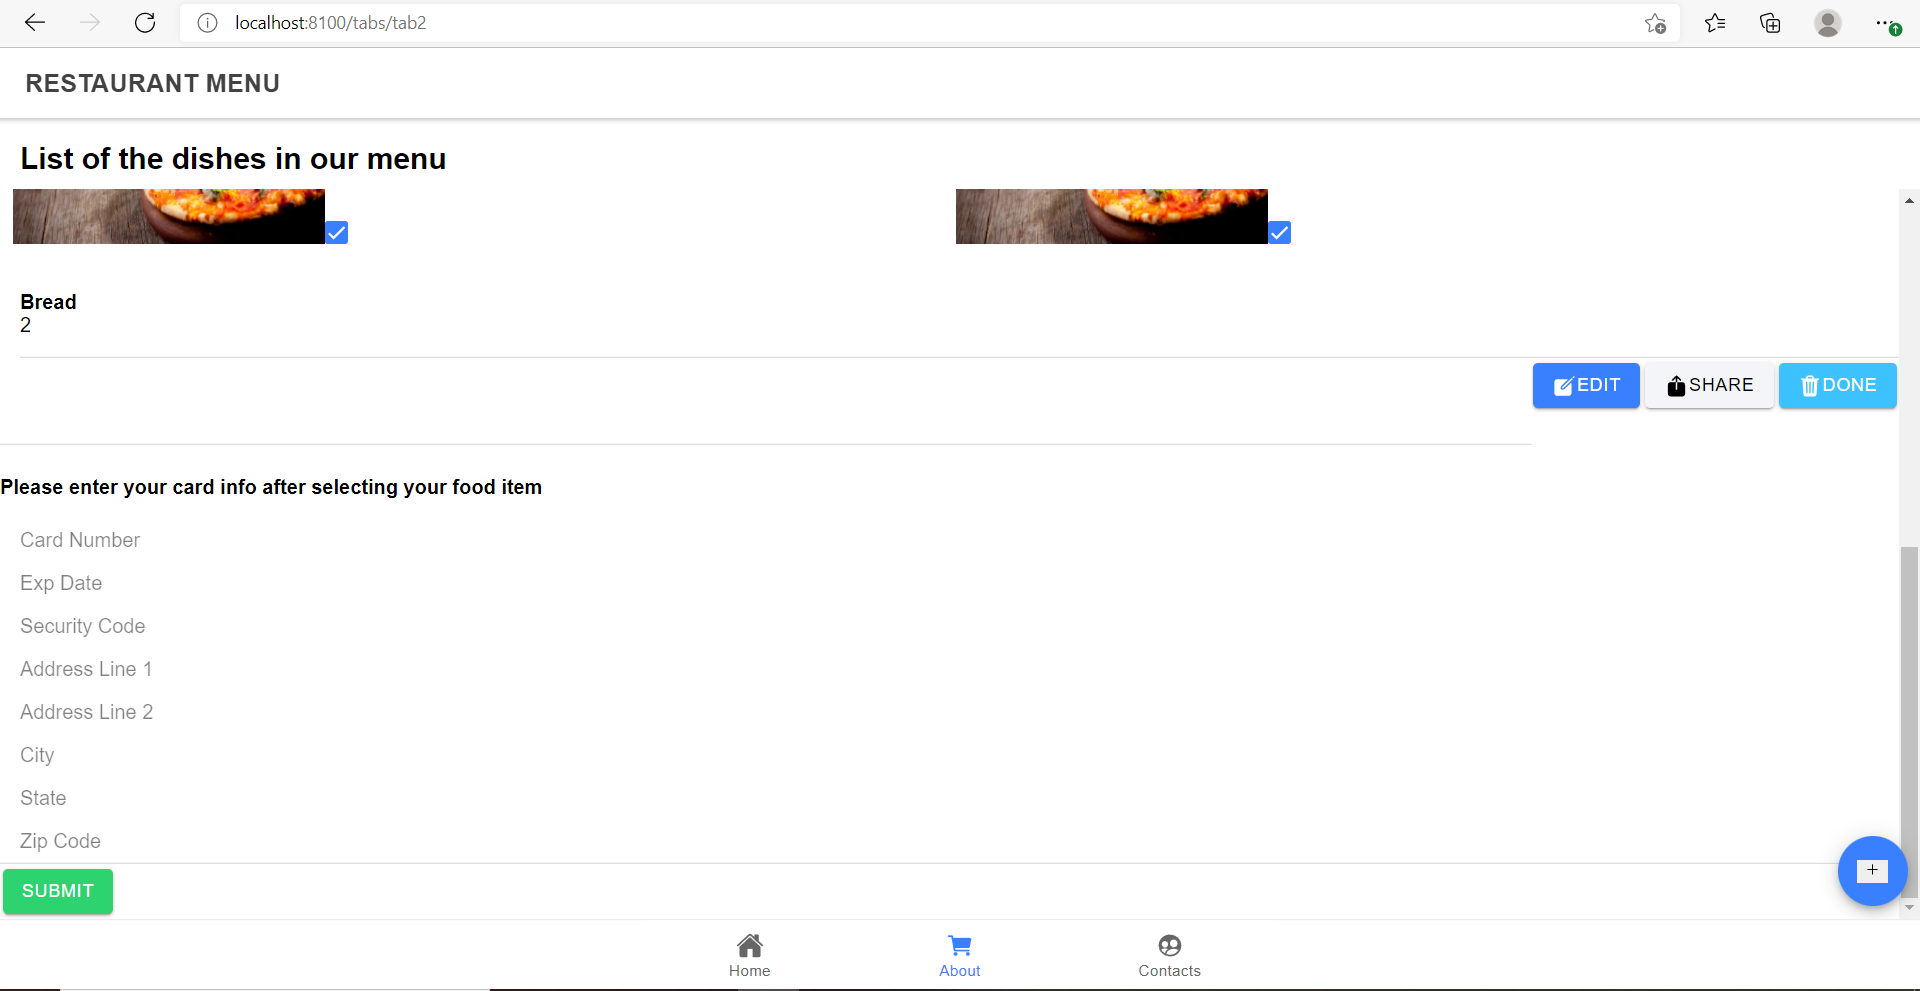 localhost:8100/tabs/tab2
RESTAURANT MENU
List of the dishes in our menu
Bread
2
EDIT SHARE DONE
Please enter your card info after selecting your food item
Card Number
Exp Date
Security Code
Address Line 1
Address Line 2
City
State
Zip Code
+
SUBMIT
Home About Contacts